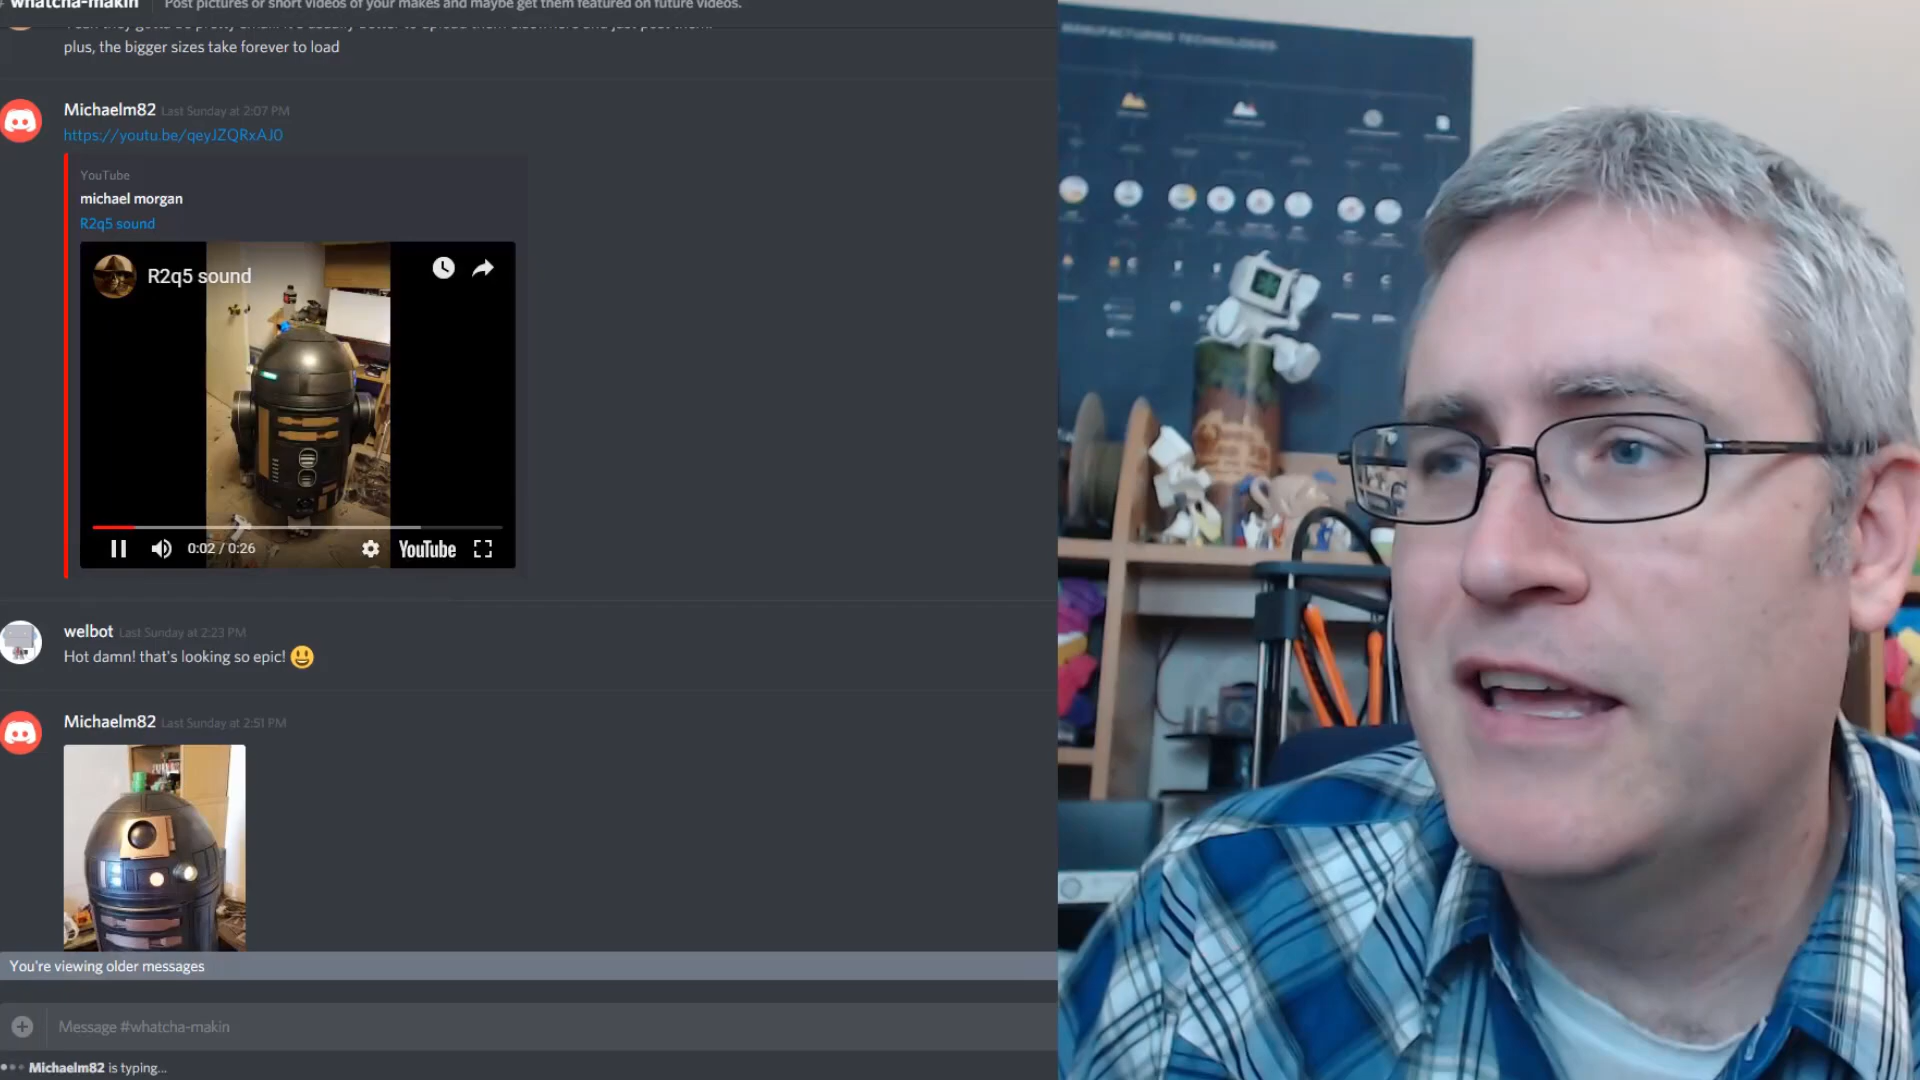 whatcha-makin Post pictures or short videos of your makes and maybe get them featured on future videos.
plus, the bigger sizes take forever to load
Michaelm82 Last Sunday at 2:07 PM
https://youtu.be/qeyJZQRxAJ0
YouTube
michael morgan
R2q5 sound
R2q5 sound
0:02 / 0:26 YouTube
MANUFACTURING TECHNOLOGIES
welbot Last Sunday at 2:23 PM
Hot damn! that's looking so epic!
Michaelm82 Last Sunday at 2:51 PM
You're viewing older messages
Message #whatcha-makin
Michaelm82 is typing...